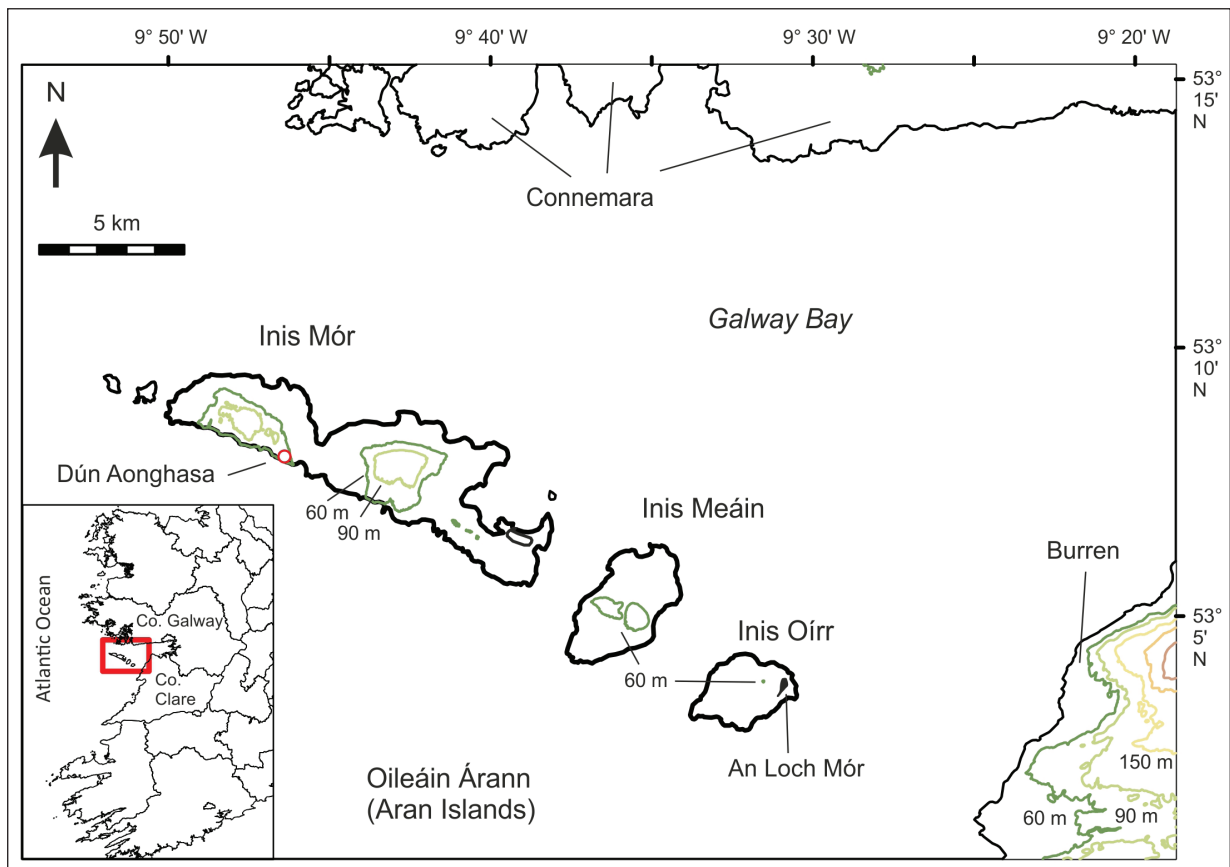 9° 50' W
9° 40' W
9° 30' W
9° 20' W
N
53°
15'
N
Connemara
5 km
Galway Bay
Inis Mór
53°
10'
N
Dún Aonghasa
60 m
90 m
Inis Meáin
Burren
Inis Oírr
53°
5'
N
60 m
Atlantic Ocean
Co. Galway
Co.
Clare
An Loch Mór
150 m
Oileáin Árann
(Aran Islands)
60 m
90 m